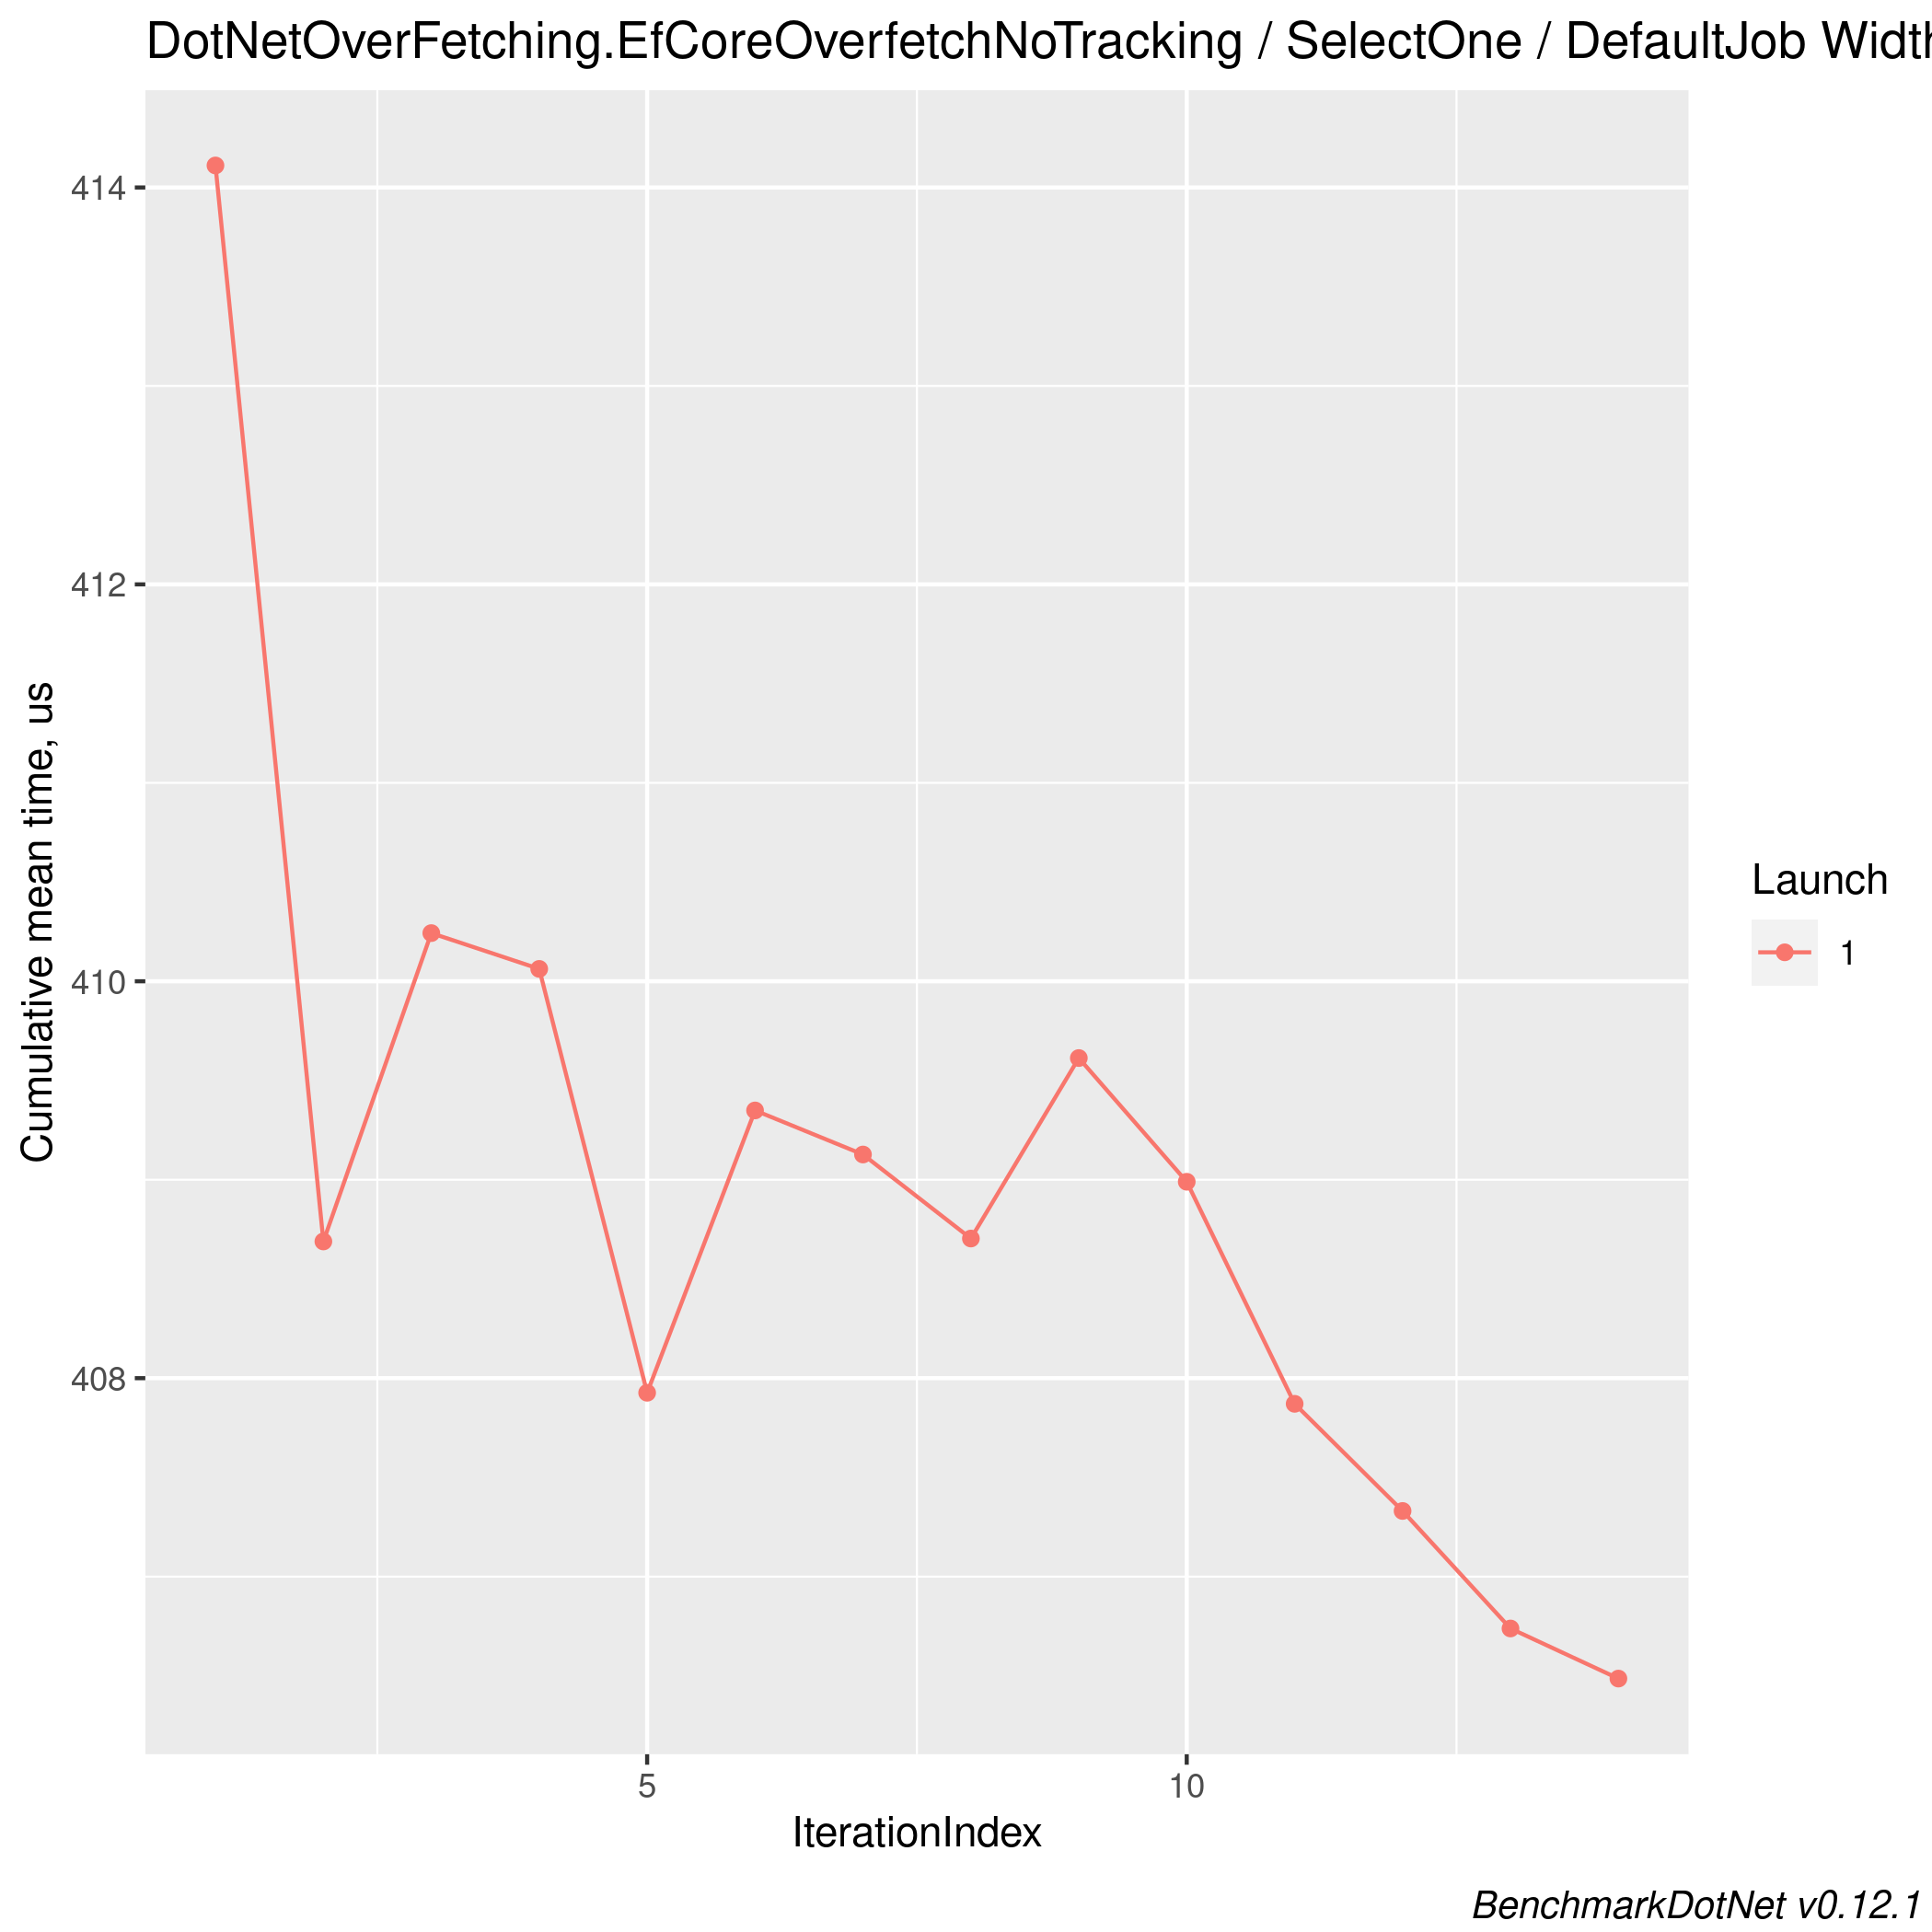 DotNetOverFetching.EfCoreOverfetchNoTracking / SelectOne / DefaultJob Width
414
412
410
408
Cumulative mean time, us
5
10
IterationIndex
Launch
1
BenchmarkDotNet v0.12.1